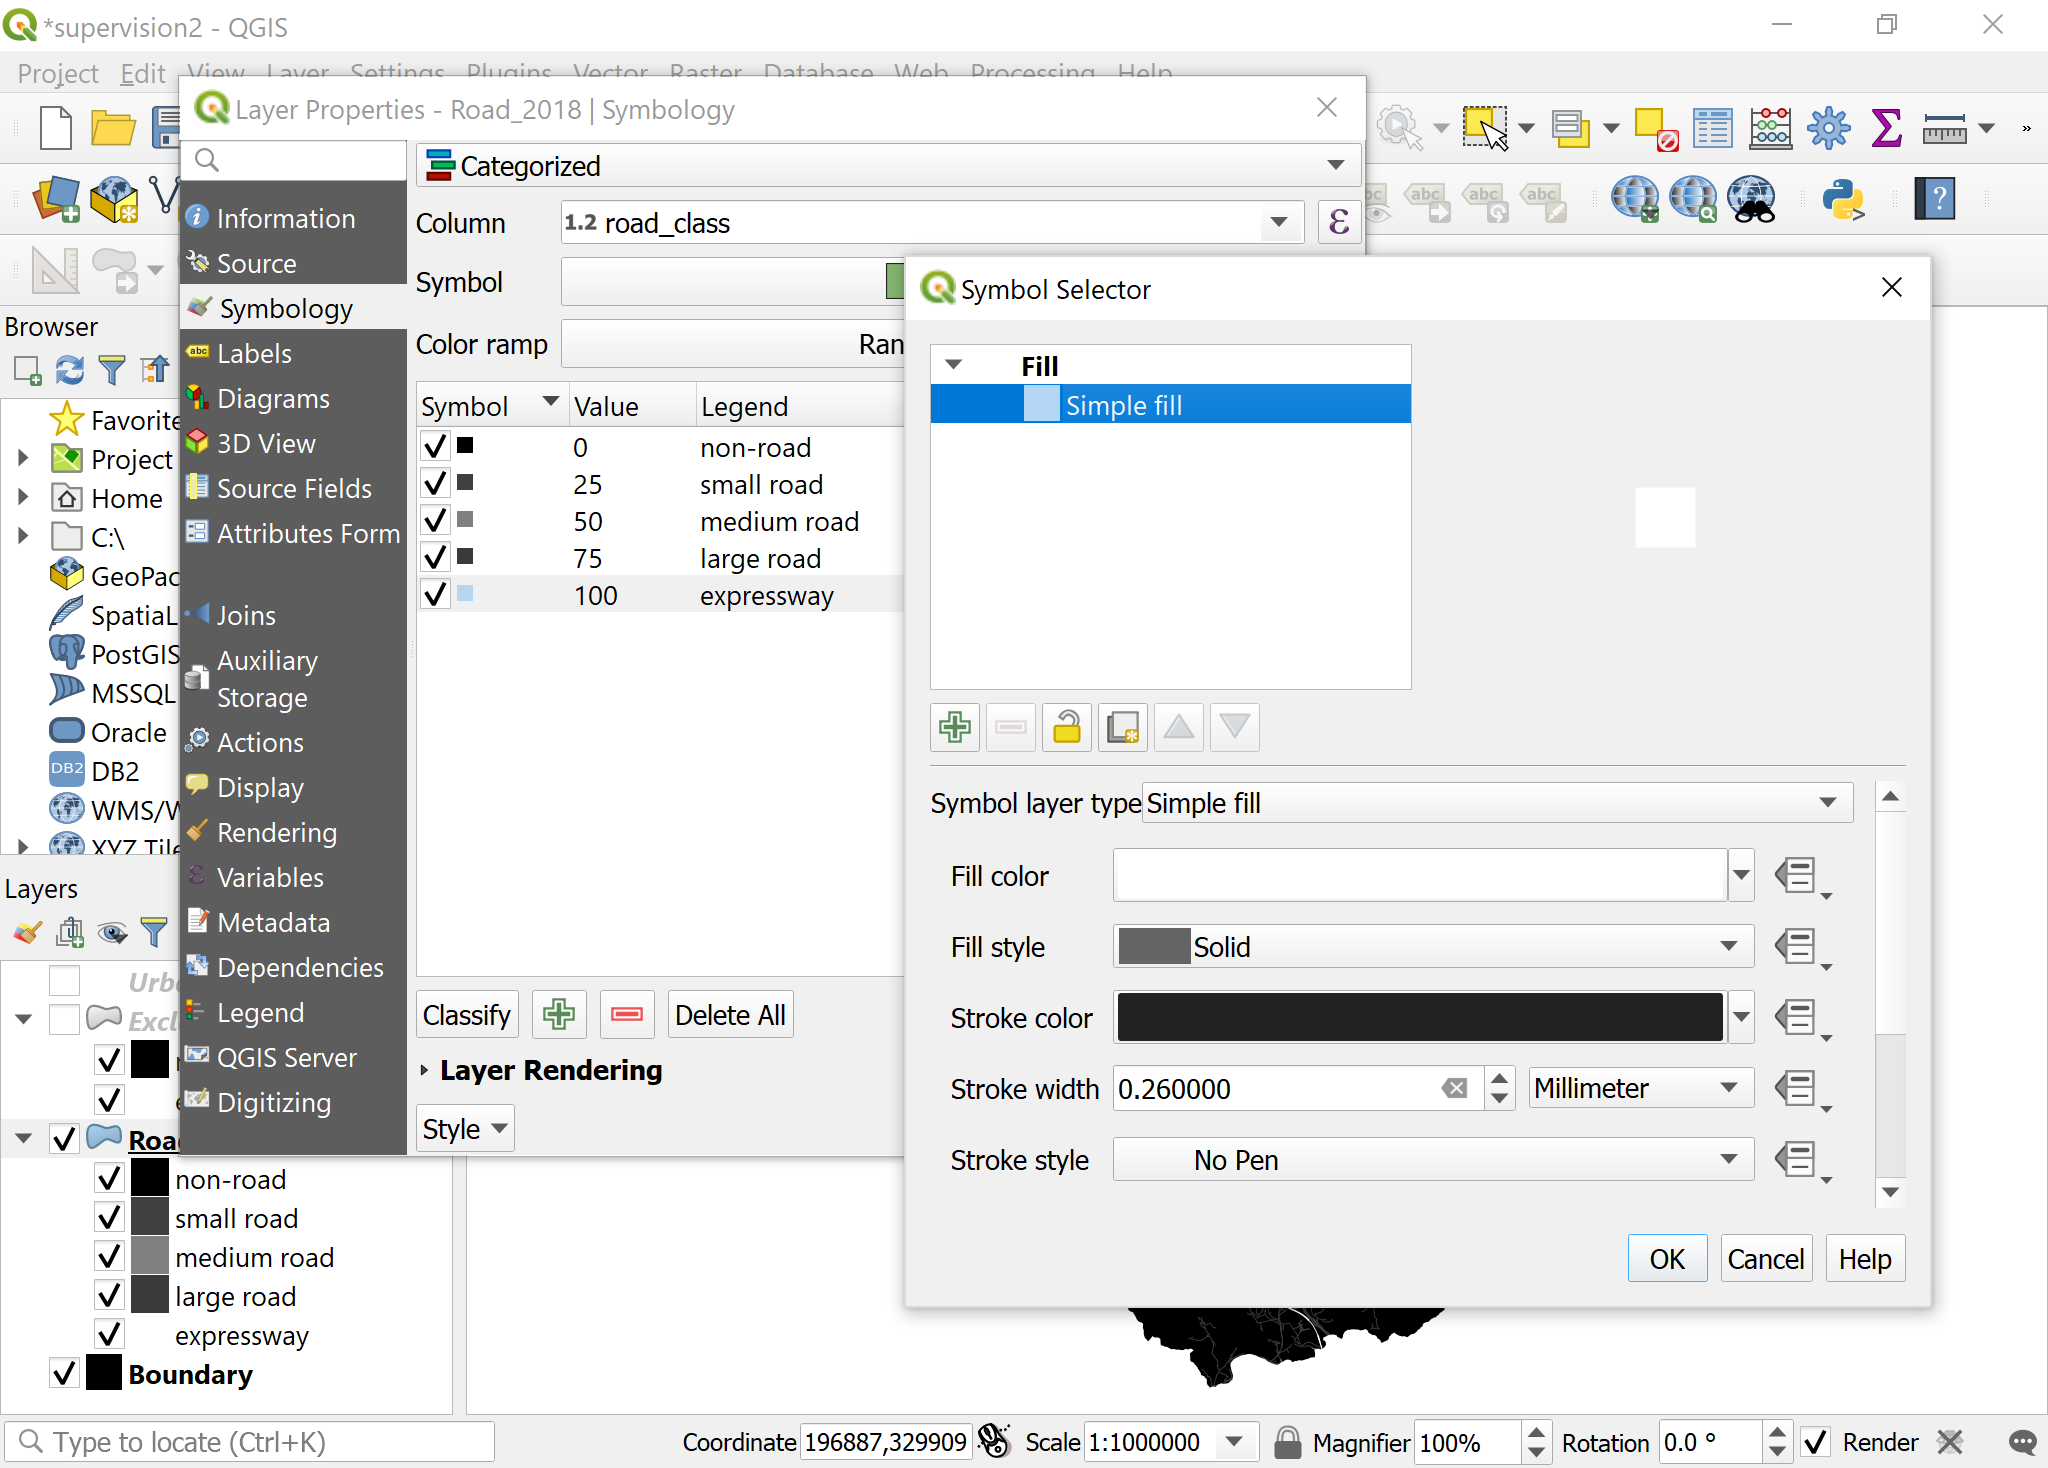 *supervision2 - QGIS
Project Edit View Layer Settings Plugins Vector Raster Database Web Processing Help
Layer Properties - Road_2018 | Symbology
Categorized
Information
Column
1.2 road_class
ε
Source
Symbol
Symbology
Color ramp
Ran
Labels
Diagrams
3D View
Source Fields
Attributes Form
Joins
Auxiliary
Storage
Actions
Display
Rendering
Variables
Metadata
Dependencies
Legend
QGIS Server
Digitizing
Symbol Value Legend
0 non-road
25 small road
50 medium road
75 large road
100 expressway
Classify
Delete All
Layer Rendering
Style
Browser
Favorite
Project
Home
C:\
GeoPac
SpatiaL
PostGIS
MSSQL
Oracle
DB2 DB2
WMS/W
XYZ Tile
Layers
Urb
Excl
Roa
non-road
small road
medium road
large road
expressway
Boundary
Symbol Selector
Fill
Simple fill
Symbol layer type Simple fill
Fill color
Fill style Solid
Stroke color
Stroke width 0.260000 Millimeter
Stroke style No Pen
OK Cancel Help
Type to locate (Ctrl+K)
Coordinate 196887,329909 Scale 1:1000000 Magnifier 100% Rotation 0.0 ° Render